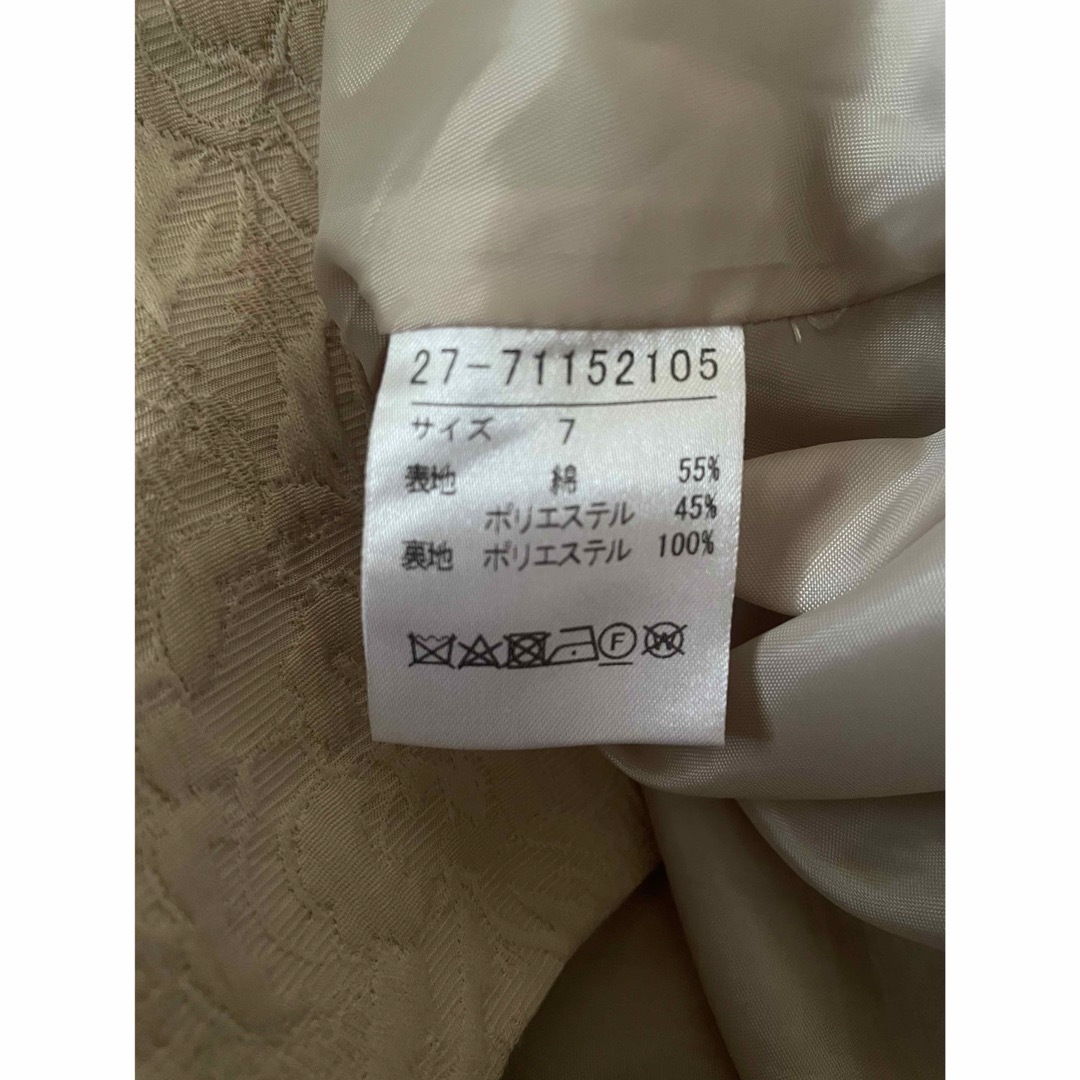 27-71152105
サイズ 7
表地 綿 55%
ポリエステル 45%
裏地 ポリエステル 100%
F W